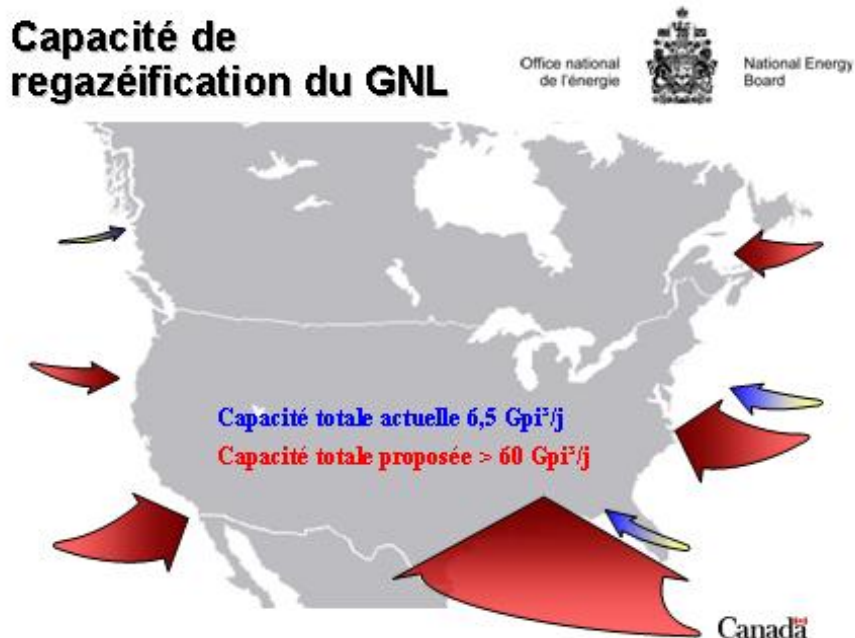 Capacité de
regazéification du GNL
Office national
de l'énergie
National Energy
Board
Capacité totale actuelle 6,5 Gpi³/j
Capacité totale proposée > 60 Gpi³/j
Canada